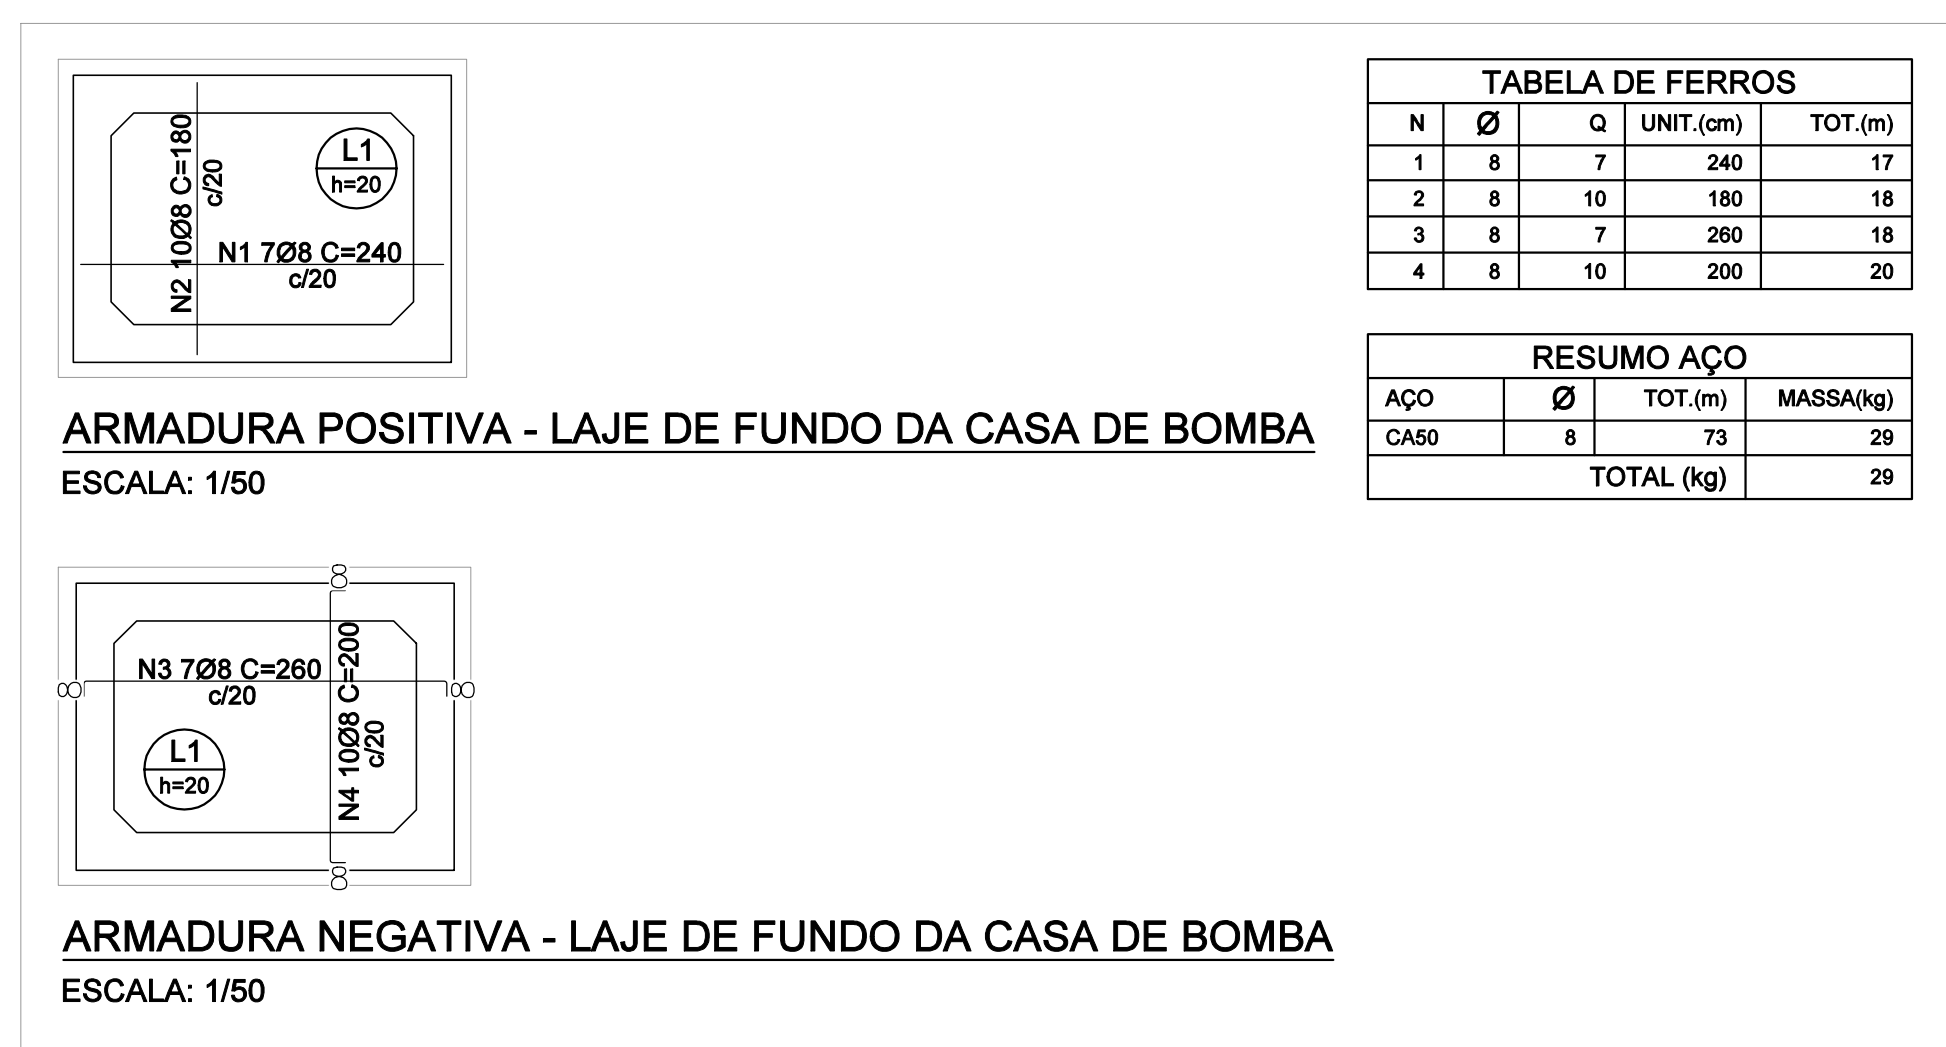 N2 10Ø8 C=180
c/20
L1
h=20
N1 7Ø8 C=240
c/20
ARMADURA POSITIVA - LAJE DE FUNDO DA CASA DE BOMBA
ESCALA: 1/50
TABELA DE FERROS
N Ø Q UNIT.(cm) TOT.(m)
1 8 7 240 17
2 8 10 180 18
3 8 7 260 18
4 8 10 200 20
RESUMO AÇO
AÇO Ø TOT.(m) MASSA(kg)
CA50 8 73 29
TOTAL (kg) 29
8
N3 7Ø8 C=260
c/20
8
8
N4 10Ø8 C=200
c/20
L1
h=20
8
ARMADURA NEGATIVA - LAJE DE FUNDO DA CASA DE BOMBA
ESCALA: 1/50